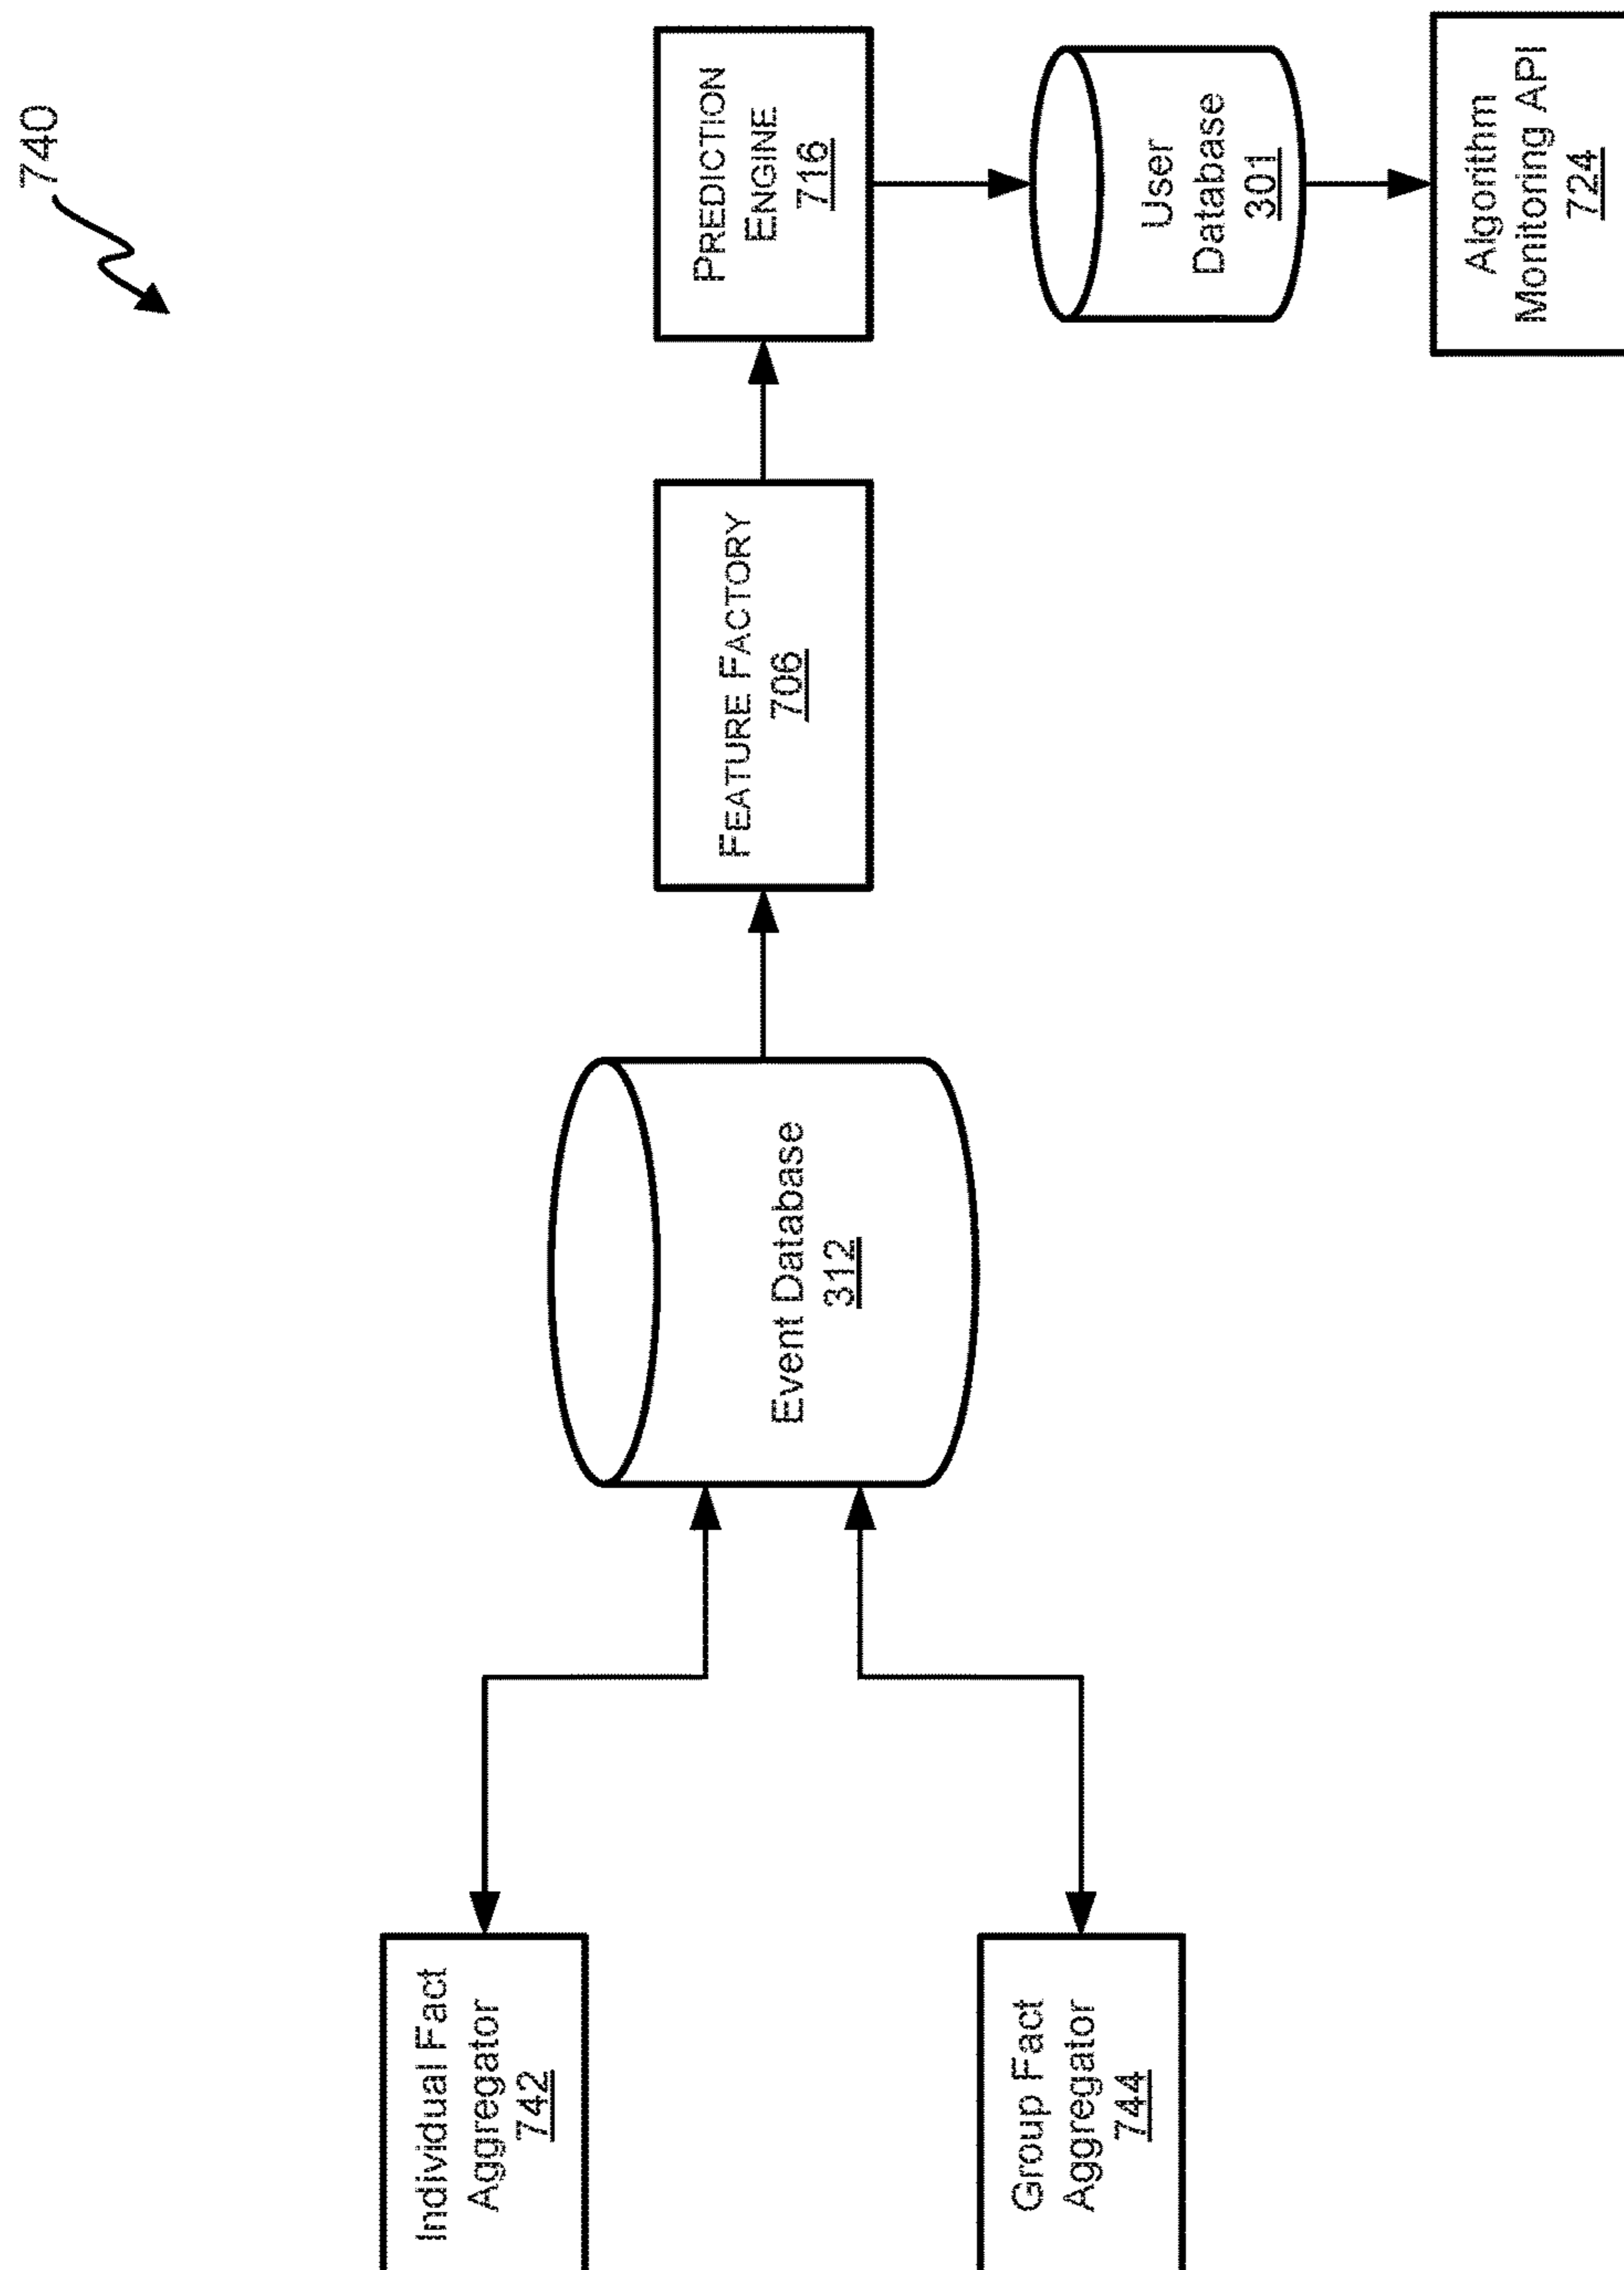 740
Individual Fact
Aggregator
742
Group Fact
Aggregator
744
Event Database
312
FEATURE FACTORY
706
PREDICTION
ENGINE
716
User
Database
301
Algorithm
Monitoring API
724